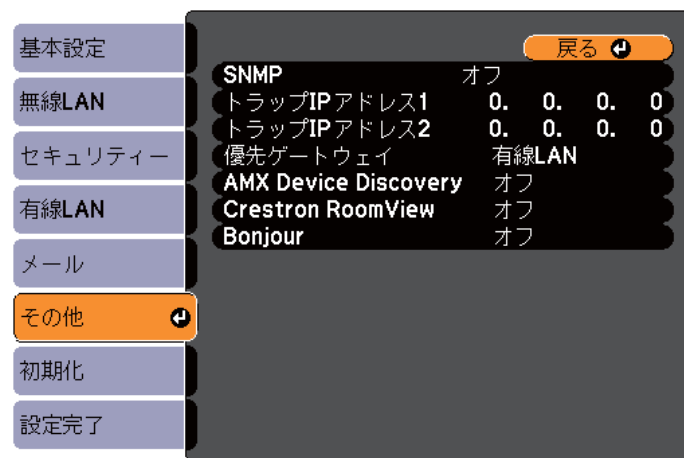 基本設定
無線LAN
セキュリティー
有線LAN
メール
その他
初期化
設定完了
戻る
SNMP オフ
トラップIPアドレス1 0. 0. 0. 0
トラップIPアドレス2 0. 0. 0. 0
優先ゲートウェイ 有線LAN
AMX Device Discovery オフ
Crestron RoomView オフ
Bonjour オフ